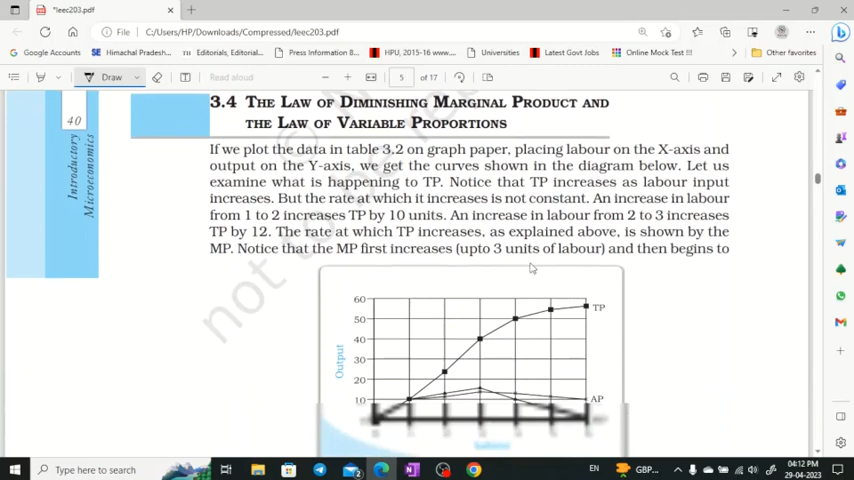 *leec203.pdf
File
C:/Users/HP/Downloads/Compressed/leec203.pdf
Google Accounts
Himachal Pradesh...
Editorials, Editorial...
Press Information B...
HPU, 2015-16 work...
Universities
Latest Govt Jobs
Online Mock Test !!!
Other favorites
Draw
Read aloud
5 of 17
40
Introductory
Microeconomics
3.4 THE LAW OF DIMINISHING MARGINAL PRODUCT AND
THE LAW OF VARIABLE PROPORTIONS
If we plot the data in table 3.2 on graph paper, placing labour on the X-axis and
output on the Y-axis, we get the curves shown in the diagram below. Let us
examine what is happening to TP. Notice that TP increases as labour input
increases. But the rate at which it increases is not constant. An increase in labour
from 1 to 2 increases TP by 10 units. An increase in labour from 2 to 3 increases
TP by 12. The rate at which TP increases, as explained above, is shown by the
MP. Notice that the MP first increases (upto 3 units of labour) and then begins to
not to be
60
50
40
30
20
10
Output
TP
AP
Type here to search
2
EN
GBP...
04:12 PM
29-04-2023